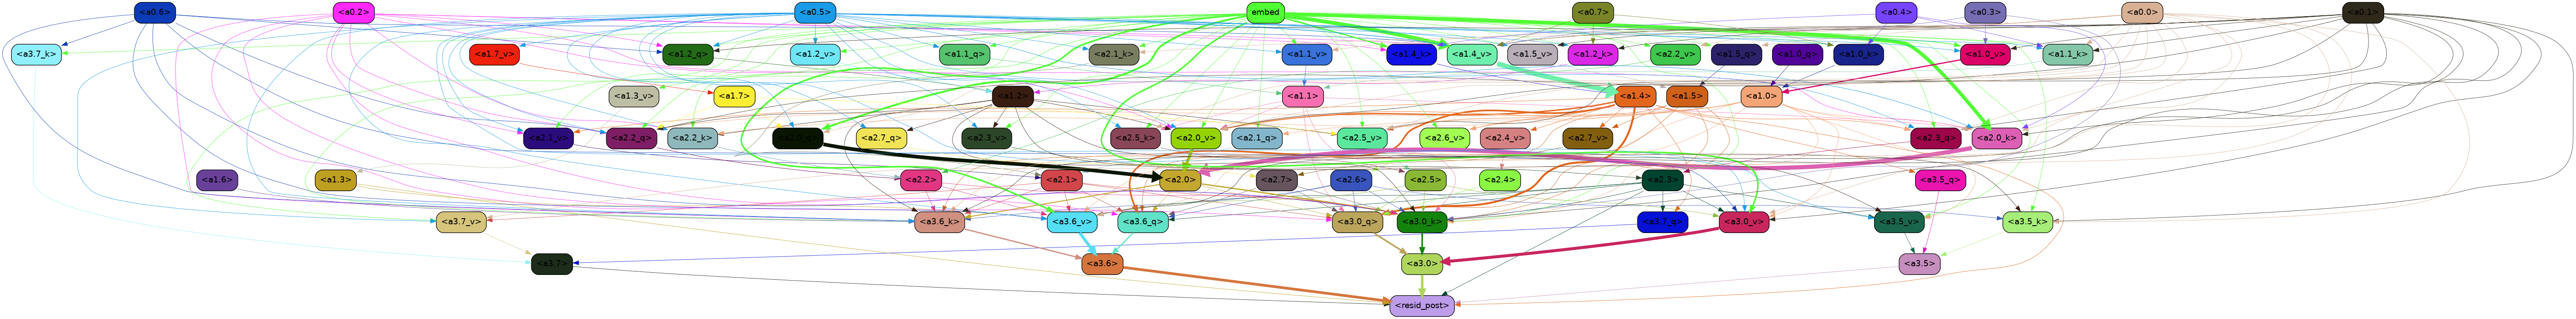 <a0.6> <a0.2> <a0.5> embed0 <a0.7> <a0.4> <a0.3> <a0.0> <a0.1>
<a3.7_k> <a1.7_v> <a1.2_q> <a1.2_v> <a1.1_q> <a2.1_k> <a1.1_v> <a1.4_k> <a1.4_v> <a1.5_v> <a1.2_k> <a2.2_v> <a1.5_q> <a1.0_q> <a1.0_k> <a1.0_v> <a1.1_k>
<a1.3_v> <a1.7> <a1.2> <a1.1> <a1.4> <a1.5> <a1.0>
<a2.1_v> <a2.2_q> <a2.2_k> <a2.7_q> <a2.3_v> <a2.5_k> <a2.0_v> <a2.1_q> <a2.5_v> <a2.6_v> <a2.4_v> <a2.7_v> <a2.3_q> <a2.0_k>
<a1.6> <a1.3> <a2.2> <a2.1> <a2.0> <a2.7> <a2.6> <a2.5> <a2.4> <a2.3> <a3.5_q>
<a3.7_v> <a3.6_k> <a3.6_v> <a3.6_q> <a3.0_q> <a3.0_k> <a3.7_q> <a3.0_v> <a3.5_v> <a3.5_k>
<a3.7> <a3.6> <a3.0> <a3.5>
<resid_post>